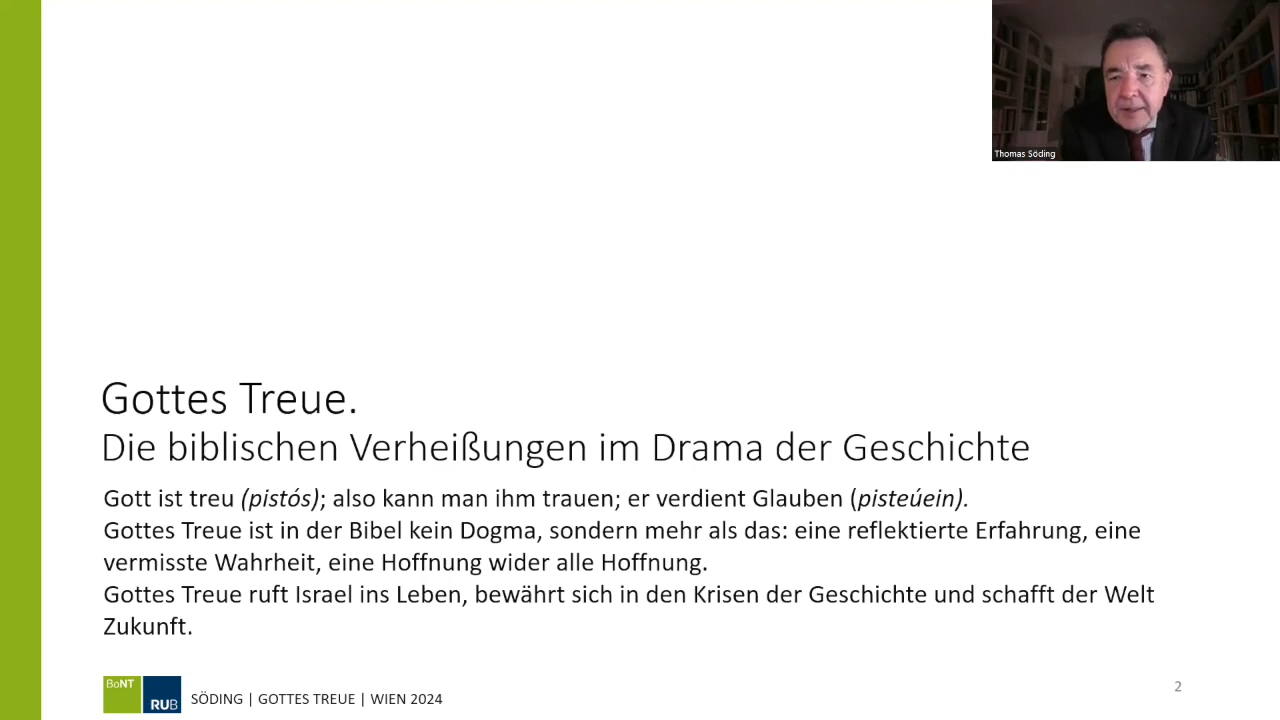 Thomas Söding
Gottes Treue.
Die biblischen Verheißungen im Drama der Geschichte
Gott ist treu (pistós); also kann man ihm trauen; er verdient Glauben (pisteúein).
Gottes Treue ist in der Bibel kein Dogma, sondern mehr als das: eine reflektierte Erfahrung, eine
vermisste Wahrheit, eine Hoffnung wider alle Hoffnung.
Gottes Treue ruft Israel ins Leben, bewährt sich in den Krisen der Geschichte und schafft der Welt
Zukunft.
BoNT
RUB
SÖDING | GOTTES TREUE | WIEN 2024
2